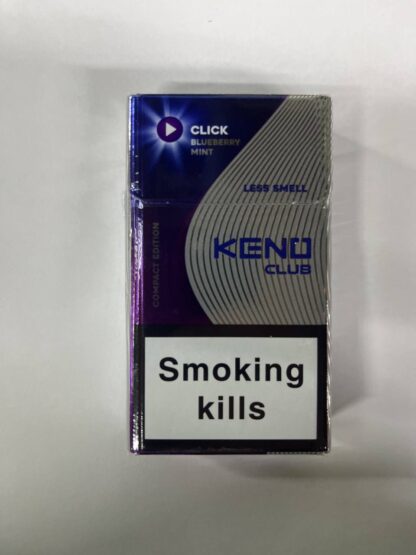 CLICK
BLUEBERRY
MINT
LESS SMELL
COMPACT EDITION
KENO
CLUB
Smoking
kills